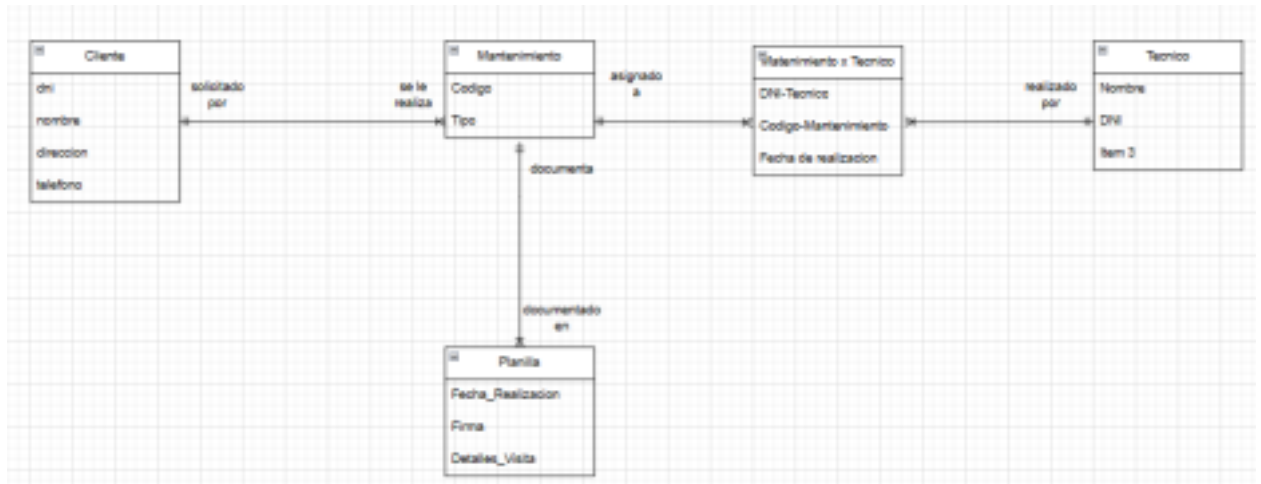 Cliente
dni
nombre
direccion
telefono
solicitado
por
se le
realiza
Mantenimiento
Codigo
Tipo
asignado
a
Matenimiento x Tecnico
DNI-Tecnico
Codigo-Mantenimiento
Fecha de realizacion
realizado
por
Tecnico
Nombre
DNI
Item 3
documenta
documentado
en
Planilla
Fecha_Realizacion
Firma
Detalles_Visita